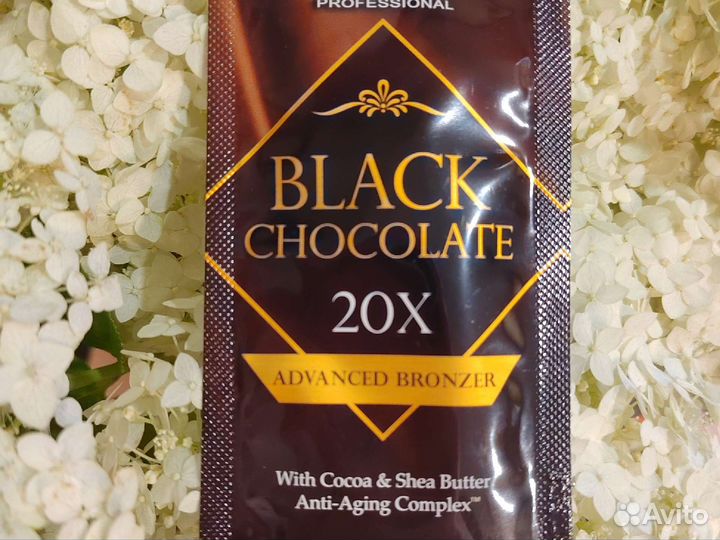 PROFESSIONAL
BLACK
CHOCOLATE
20X
ADVANCED BRONZER
With Cocoa & Shea Butter
Anti-Aging Complex™
Avito